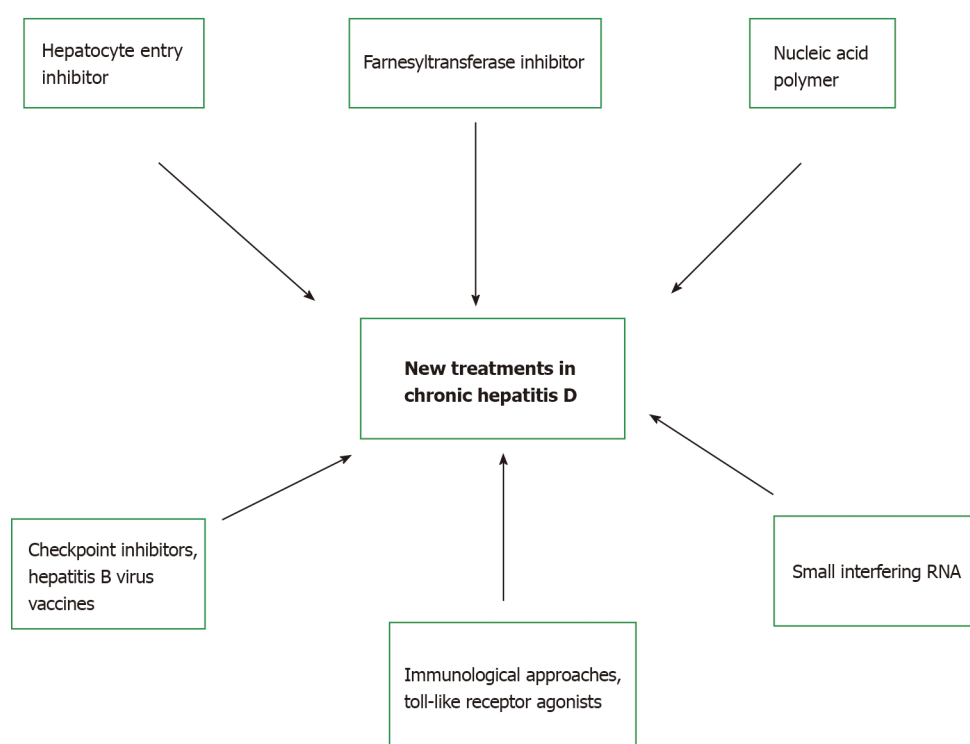 Hepatocyte entry
inhibitor
Farnesyltransferase inhibitor
Nucleic acid
polymer
New treatments in
chronic hepatitis D
Checkpoint inhibitors,
hepatitis B virus
vaccines
Small interfering RNA
Immunological approaches,
toll-like receptor agonists